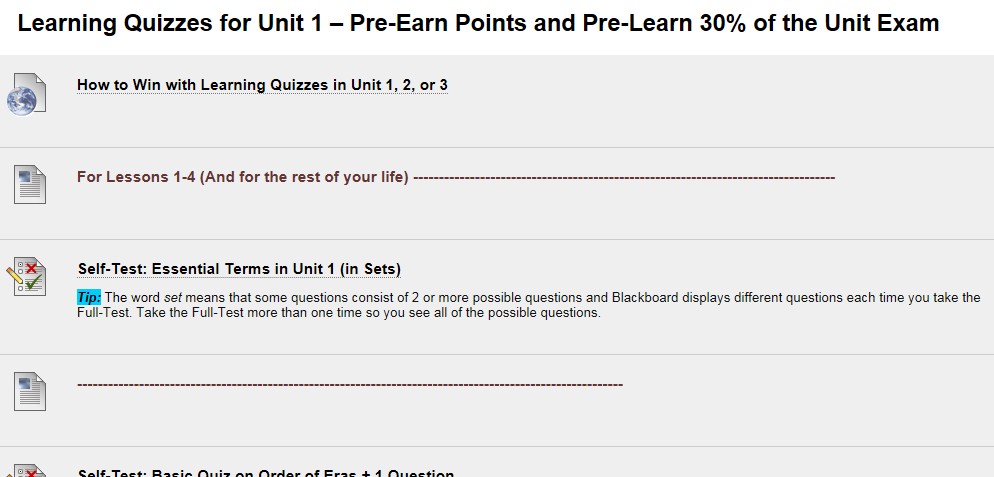 Learning Quizzes for Unit 1 – Pre-Earn Points and Pre-Learn 30% of the Unit Exam
How to Win with Learning Quizzes in Unit 1, 2, or 3
For Lessons 1-4 (And for the rest of your life) ------------------------------------------------------------------------------------
Self-Test: Essential Terms in Unit 1 (in Sets)
Tip: The word set means that some questions consist of 2 or more possible questions and Blackboard displays different questions each time you take the
Full-Test. Take the Full-Test more than one time so you see all of the possible questions.
-------------------------------------------------------------------------------------------------------------
Self-Test: Basic Quiz on Order of Eras + 1 Question